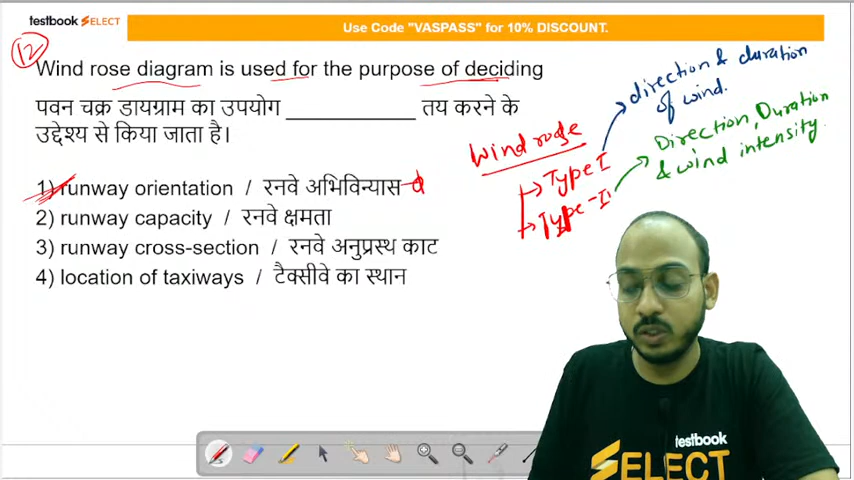 testbook SELECT
Use Code "VASPASS" for 10% DISCOUNT.
12
Wind rose diagram is used for the purpose of deciding
पवन चक्र डायग्राम का उपयोग ____________ तय करने के
उद्देश्य से किया जाता है।
1) runway orientation / रनवे अभिविन्यास
2) runway capacity / रनवे क्षमता
3) runway cross-section / रनवे अनुप्रस्थ काट
4) location of taxiways / टैक्सीवे का स्थान
Wind rose
Type I
direction & duration
of wind.
Type-II
Direction, Duration
& wind intensity.
testbook
SELECT